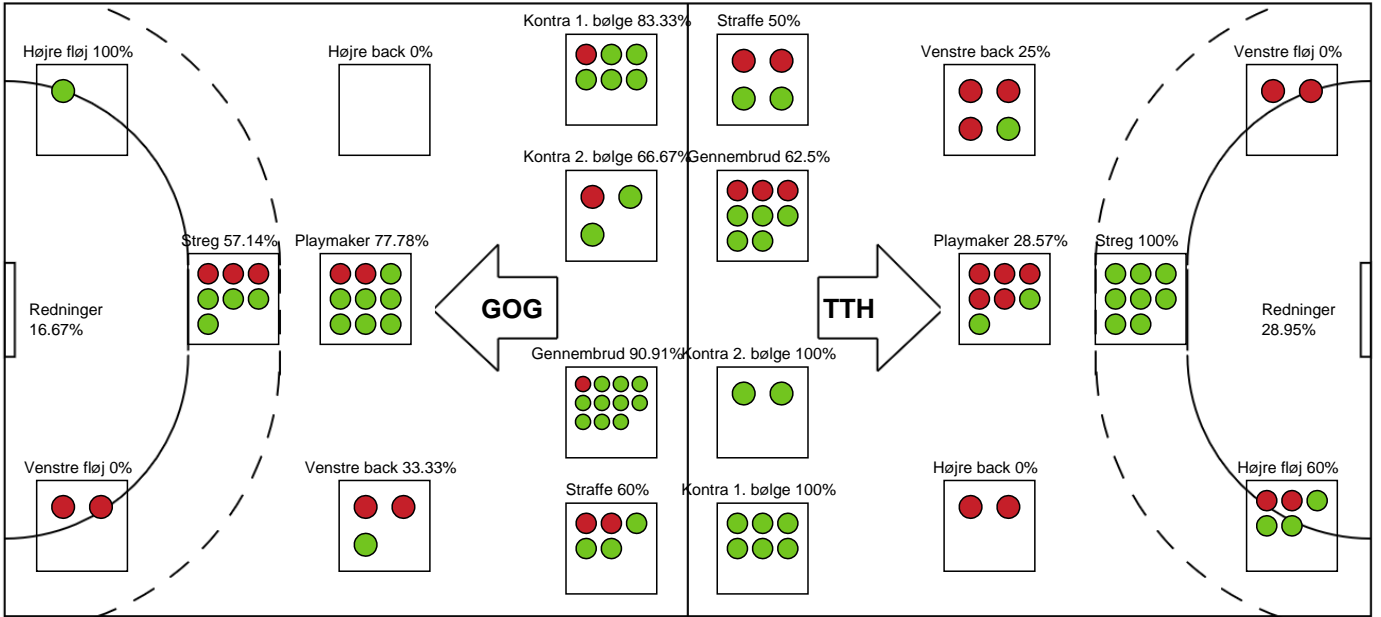 Kontra 1. bølge 83.33%
Straffe 50%
Højre fløj 100%
Højre back 0%
Venstre back 25%
Venstre fløj 0%
Kontra 2. bølge 66.67%
Gennembrud 62.5%
Streg 57.14%
Playmaker 77.78%
Playmaker 28.57%
Streg 100%
Redninger
16.67%
GOG
TTH
Redninger
28.95%
Gennembrud 90.91%
Kontra 2. bølge 100%
Venstre fløj 0%
Venstre back 33.33%
Højre back 0%
Højre fløj 60%
Straffe 60%
Kontra 1. bølge 100%